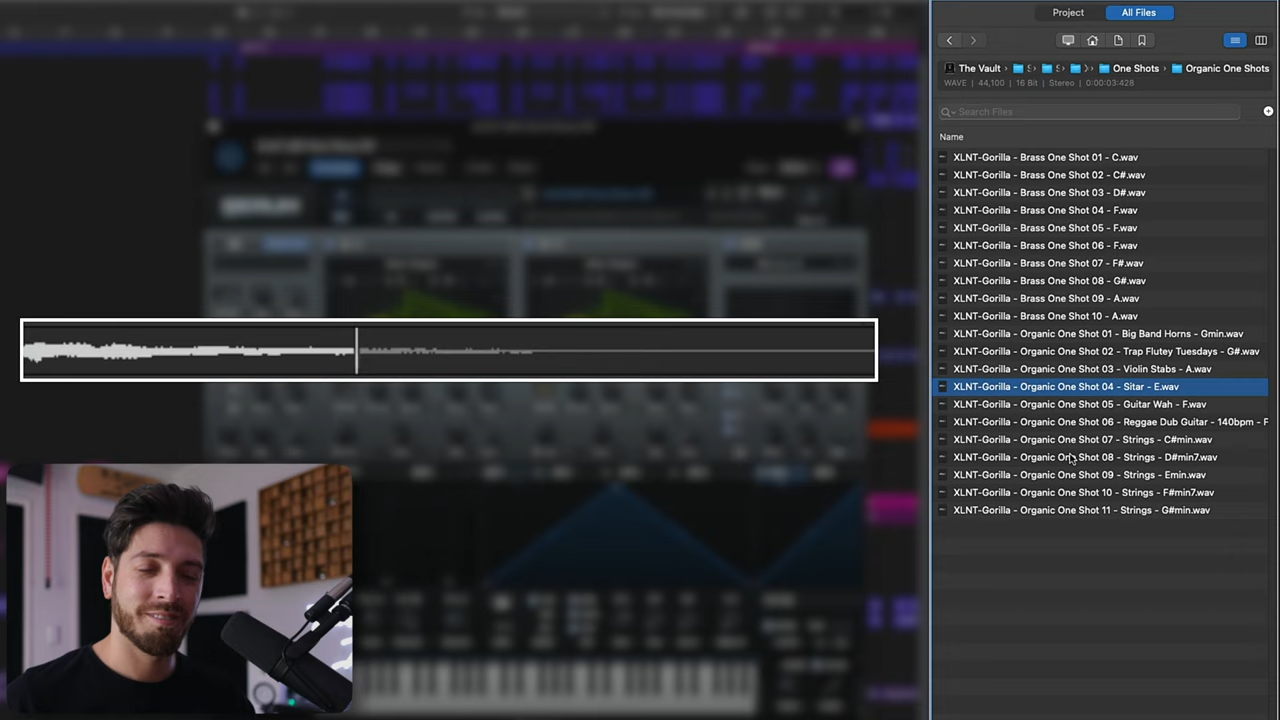 Project
All Files
The Vault
One Shots
Organic One Shots
WAVE | 44,100 | 16 Bit | Stereo | 0:00:03:428
Search Files
Name
XLNT-Gorilla - Brass One Shot 01 - C.wav
XLNT-Gorilla - Brass One Shot 02 - C#.wav
XLNT-Gorilla - Brass One Shot 03 - D#.wav
XLNT-Gorilla - Brass One Shot 04 - F.wav
XLNT-Gorilla - Brass One Shot 05 - F.wav
XLNT-Gorilla - Brass One Shot 06 - F.wav
XLNT-Gorilla - Brass One Shot 07 - F#.wav
XLNT-Gorilla - Brass One Shot 08 - G#.wav
XLNT-Gorilla - Brass One Shot 09 - A.wav
XLNT-Gorilla - Brass One Shot 10 - A.wav
XLNT-Gorilla - Organic One Shot 01 - Big Band Horns - Gmin.wav
XLNT-Gorilla - Organic One Shot 02 - Trap Flutey Tuesdays - G#.wav
XLNT-Gorilla - Organic One Shot 03 - Violin Stabs - A.wav
XLNT-Gorilla - Organic One Shot 04 - Sitar - E.wav
XLNT-Gorilla - Organic One Shot 05 - Guitar Wah - F.wav
XLNT-Gorilla - Organic One Shot 06 - Reggae Dub Guitar - 140bpm - F
XLNT-Gorilla - Organic One Shot 07 - Strings - C#min.wav
XLNT-Gorilla - Organic One Shot 08 - Strings - D#min7.wav
XLNT-Gorilla - Organic One Shot 09 - Strings - Emin.wav
XLNT-Gorilla - Organic One Shot 10 - Strings - F#min7.wav
XLNT-Gorilla - Organic One Shot 11 - Strings - G#min.wav